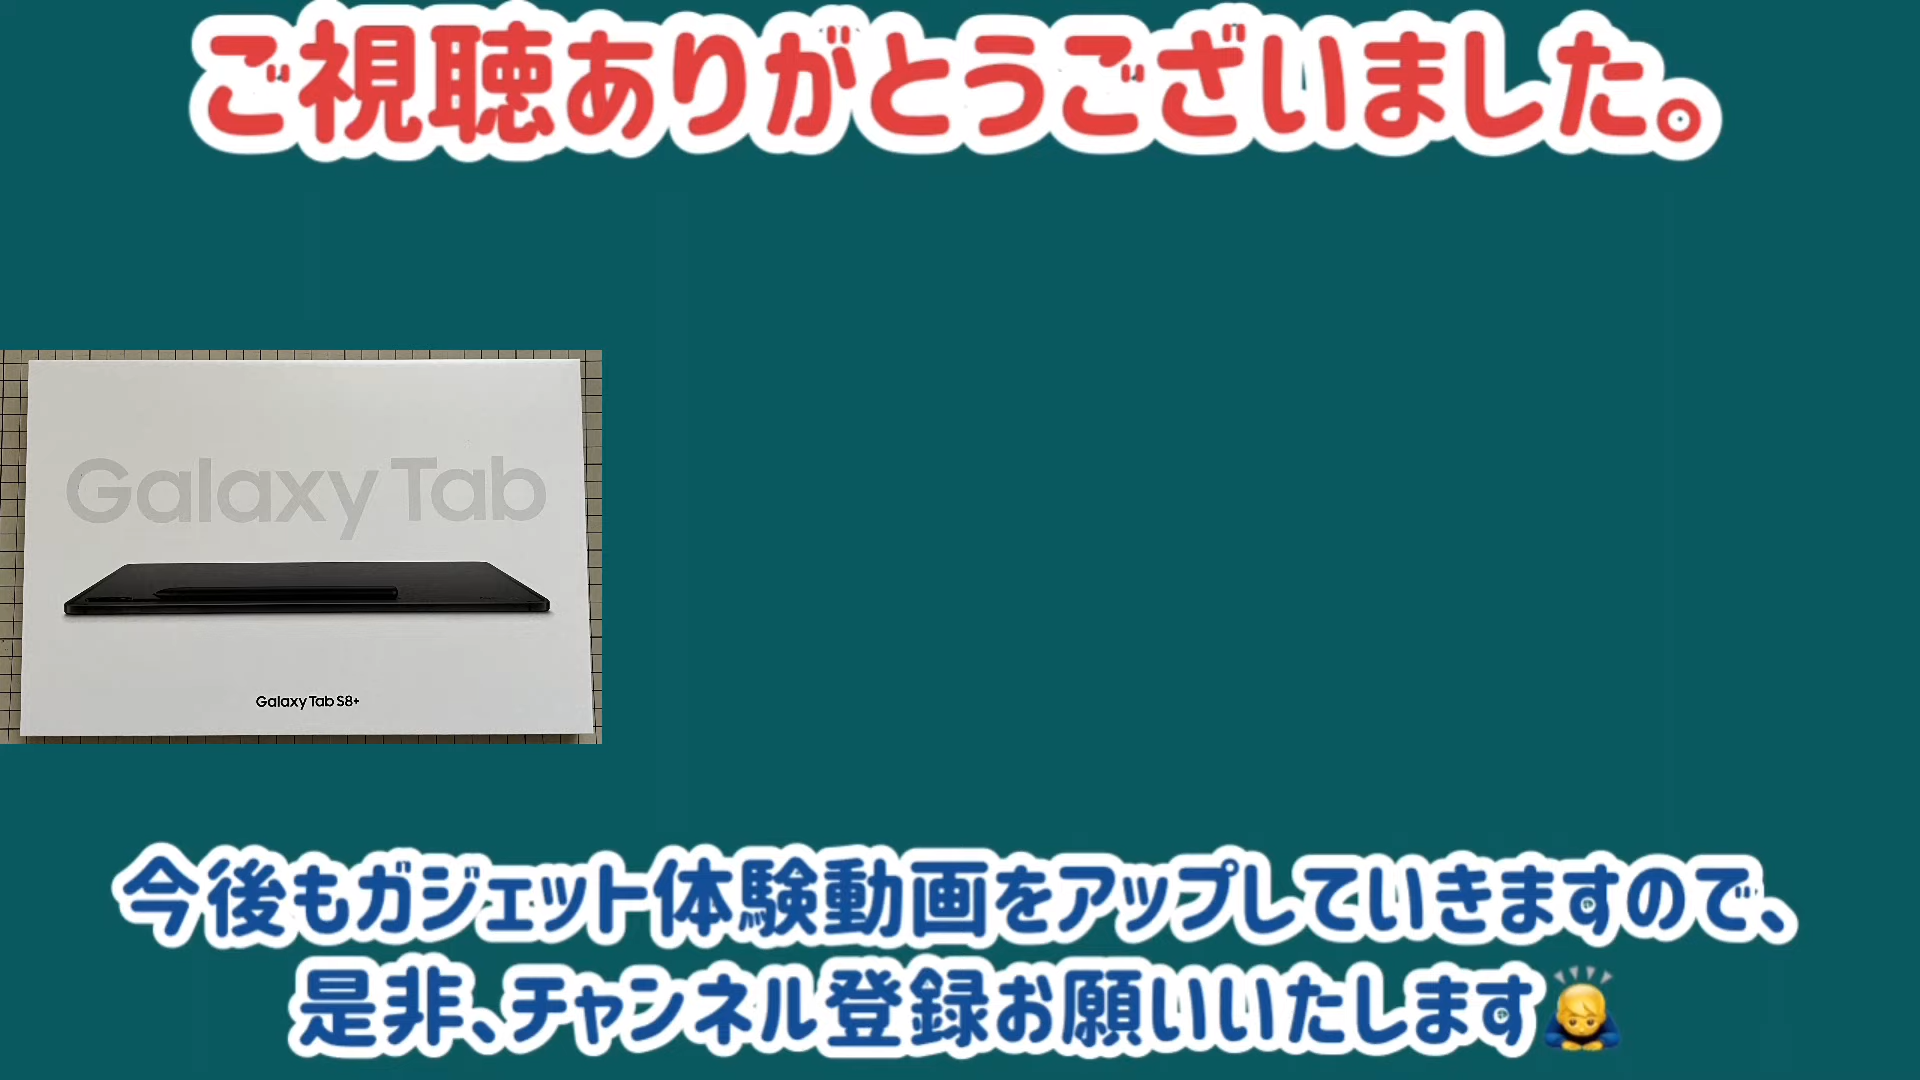 ご視聴ありがとうございました。
Galaxy Tab
Galaxy Tab S8+
今後もガジェット体験動画をアップしていきますので、
是非、チャンネル登録お願いいたします🙇